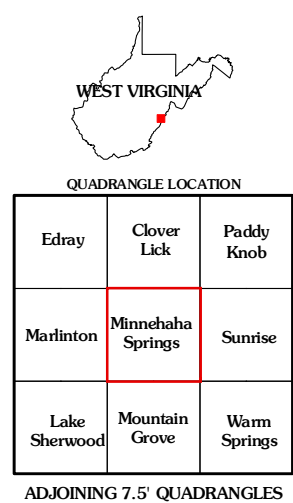 WEST VIRGINIA
QUADRANGLE LOCATION
Edray
Clover
Lick
Paddy
Knob
Marlinton
Minnehaha
Springs
Sunrise
Lake
Sherwood
Mountain
Grove
Warm
Springs
ADJOINING 7.5' QUADRANGLES